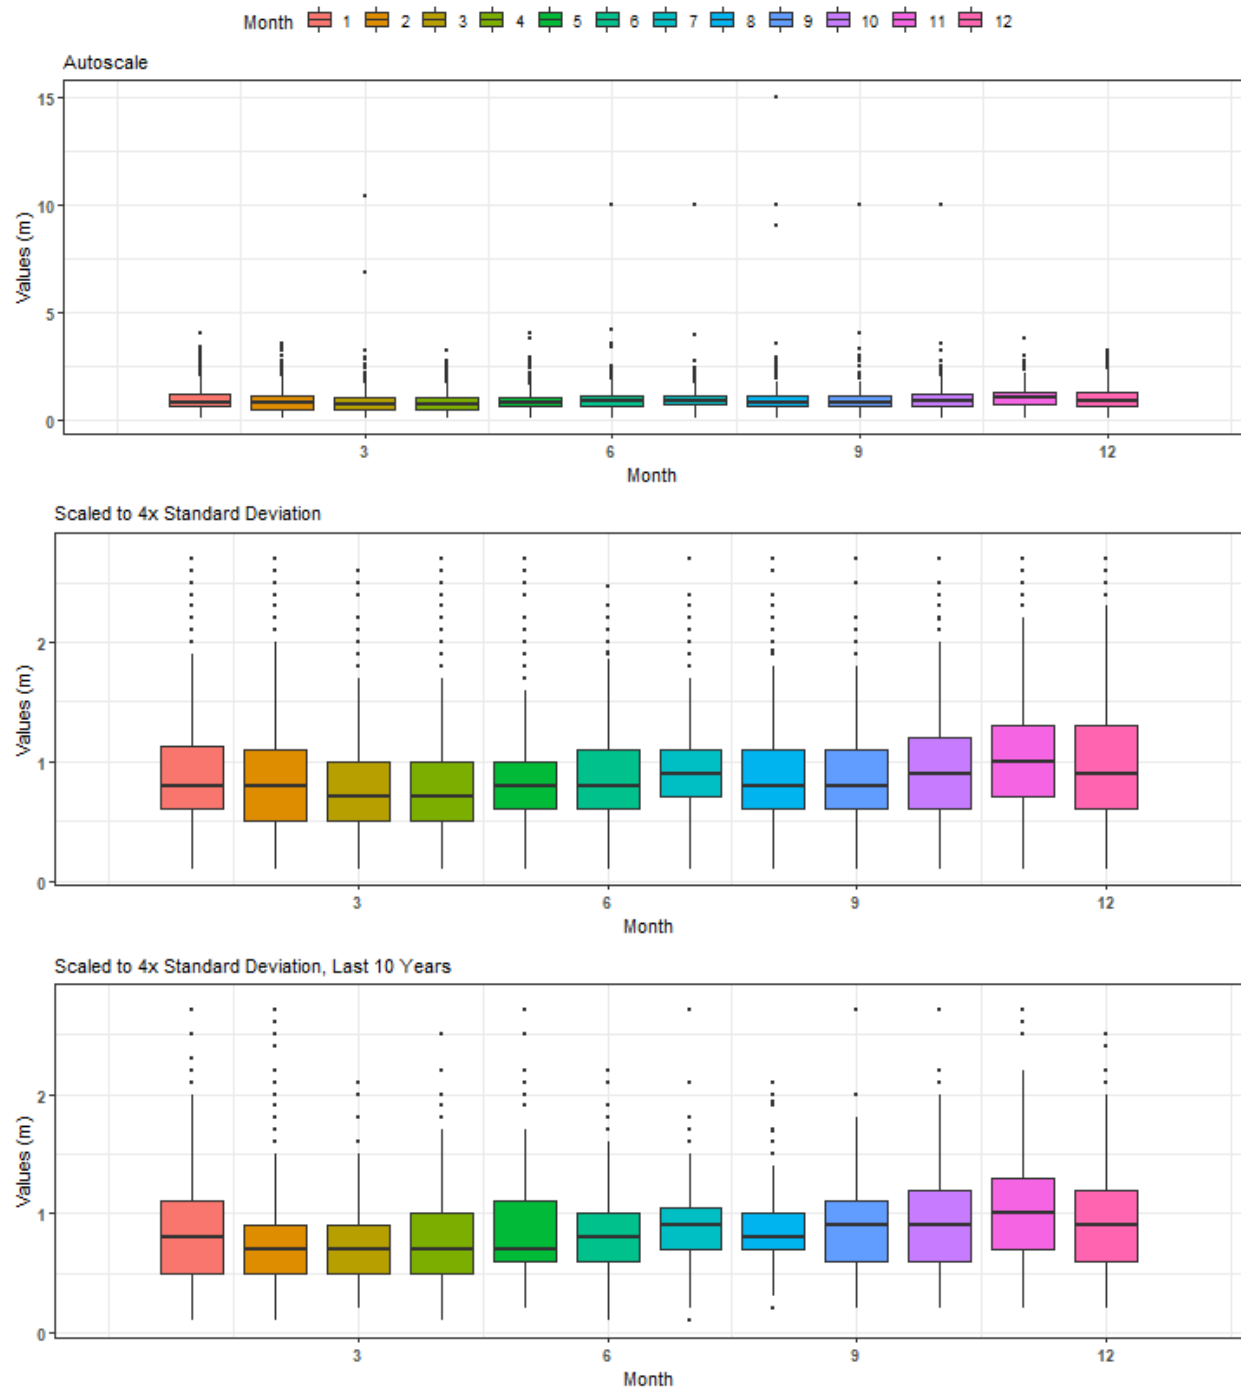 Month 1 2 3 4 5 6 7 8 9 10 11 12
Autoscale
Values (m)
15
10
5
0
3 6 9 12
Month
Scaled to 4x Standard Deviation
Values (m)
2
1
0
3 6 9 12
Month
Scaled to 4x Standard Deviation, Last 10 Years
Values (m)
2
1
0
3 6 9 12
Month